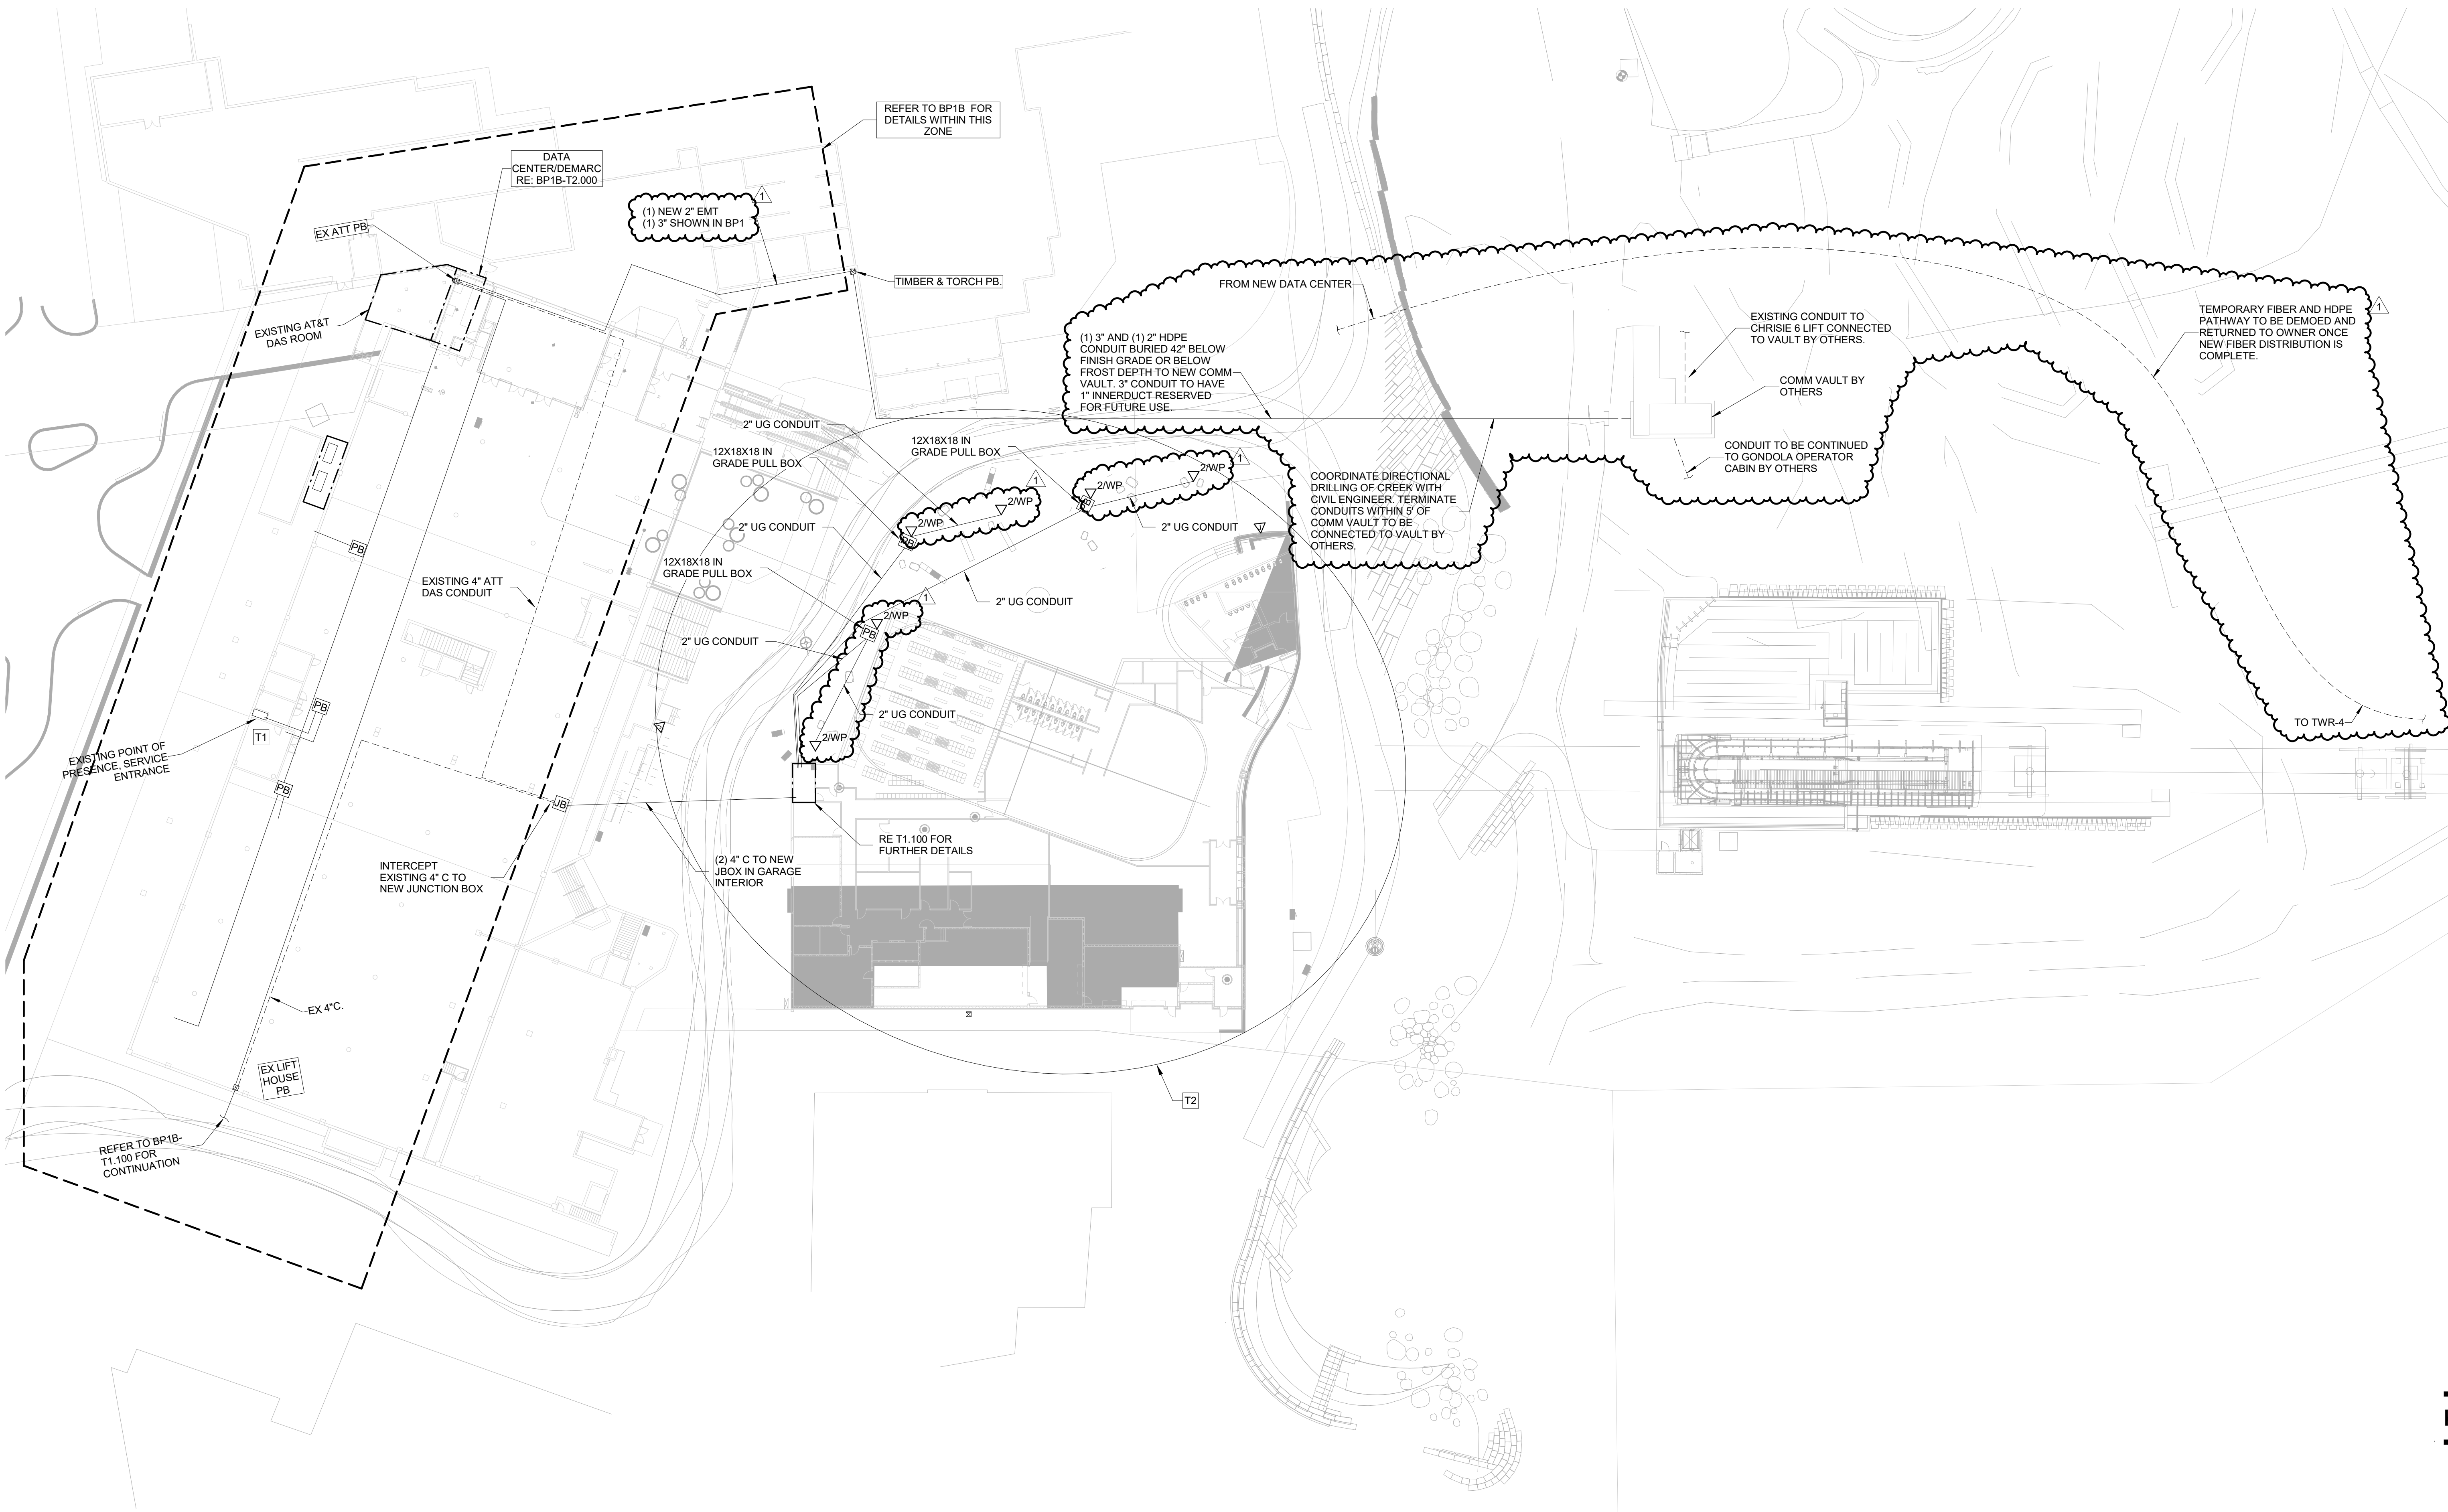 REFER TO BP1B FOR
DETAILS WITHIN THIS
ZONE
DATA
CENTER/DEMARC
RE: BP1B-T2.000
1
(1) NEW 2" EMT
(1) 3" SHOWN IN BP1
EX ATT PB
TIMBER & TORCH PB.
EXISTING AT&T
DAS ROOM
FROM NEW DATA CENTER
(1) 3" AND (1) 2" HDPE
CONDUIT BURIED 42" BELOW
FINISH GRADE OR BELOW
FROST DEPTH TO NEW COMM
VAULT. 3" CONDUIT TO HAVE
1" INNERDUCT RESERVED
FOR FUTURE USE.
EXISTING CONDUIT TO
CHRISIE 6 LIFT CONNECTED
TO VAULT BY OTHERS.
1
TEMPORARY FIBER AND HDPE
PATHWAY TO BE DEMOED AND
RETURNED TO OWNER ONCE
NEW FIBER DISTRIBUTION IS
COMPLETE.
COMM VAULT BY
OTHERS
CONDUIT TO BE CONTINUED
TO GONDOLA OPERATOR
CABIN BY OTHERS
2" UG CONDUIT
12X18X18 IN
GRADE PULL BOX
12X18X18 IN
GRADE PULL BOX
1
2/WP
2/WP
PB
1
2/WP
2/WP
PB
COORDINATE DIRECTIONAL
DRILLING OF CREEK WITH
CIVIL ENGINEER. TERMINATE
CONDUITS WITHIN 5' OF
COMM VAULT TO BE
CONNECTED TO VAULT BY
OTHERS.
2" UG CONDUIT
2" UG CONDUIT
PB
12X18X18 IN
GRADE PULL BOX
EXISTING 4" ATT
DAS CONDUIT
1
2/WP
PB
2" UG CONDUIT
2" UG CONDUIT
2" UG CONDUIT
2/WP
PB
T1
EXISTING POINT OF
PRESENCE, SERVICE
ENTRANCE
PB
JB
TO TWR-4
RE T1.100 FOR
FURTHER DETAILS
(2) 4" C TO NEW
JBOX IN GARAGE
INTERIOR
INTERCEPT
EXISTING 4" C TO
NEW JUNCTION BOX
EX 4"C.
EX LIFT
HOUSE
PB
T2
REFER TO BP1B-
T1.100 FOR
CONTINUATION